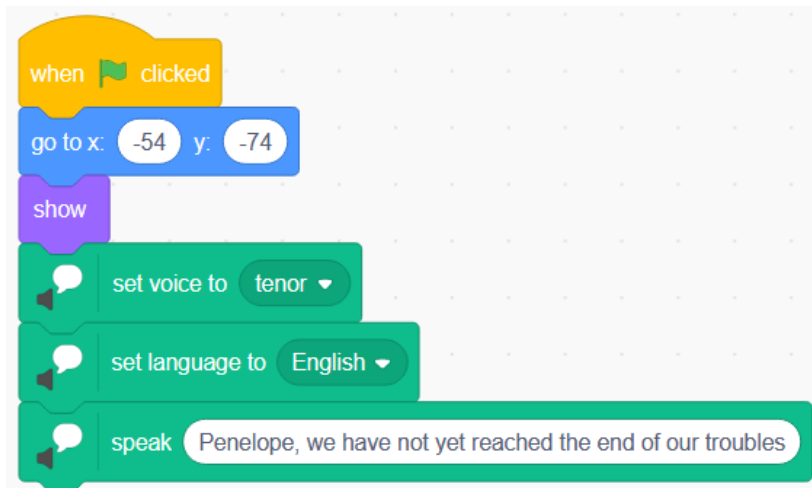 when clicked
go to x: -54 y: -74
show
set voice to tenor
set language to English
speak Penelope, we have not yet reached the end of our troubles